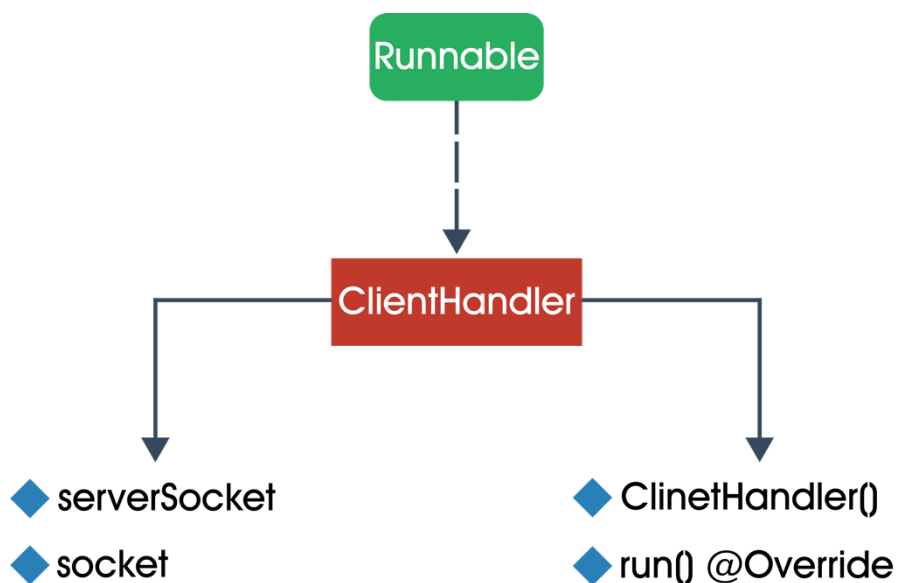 Runnable
ClientHandler
serverSocket
socket
ClinetHandler()
run() @Override